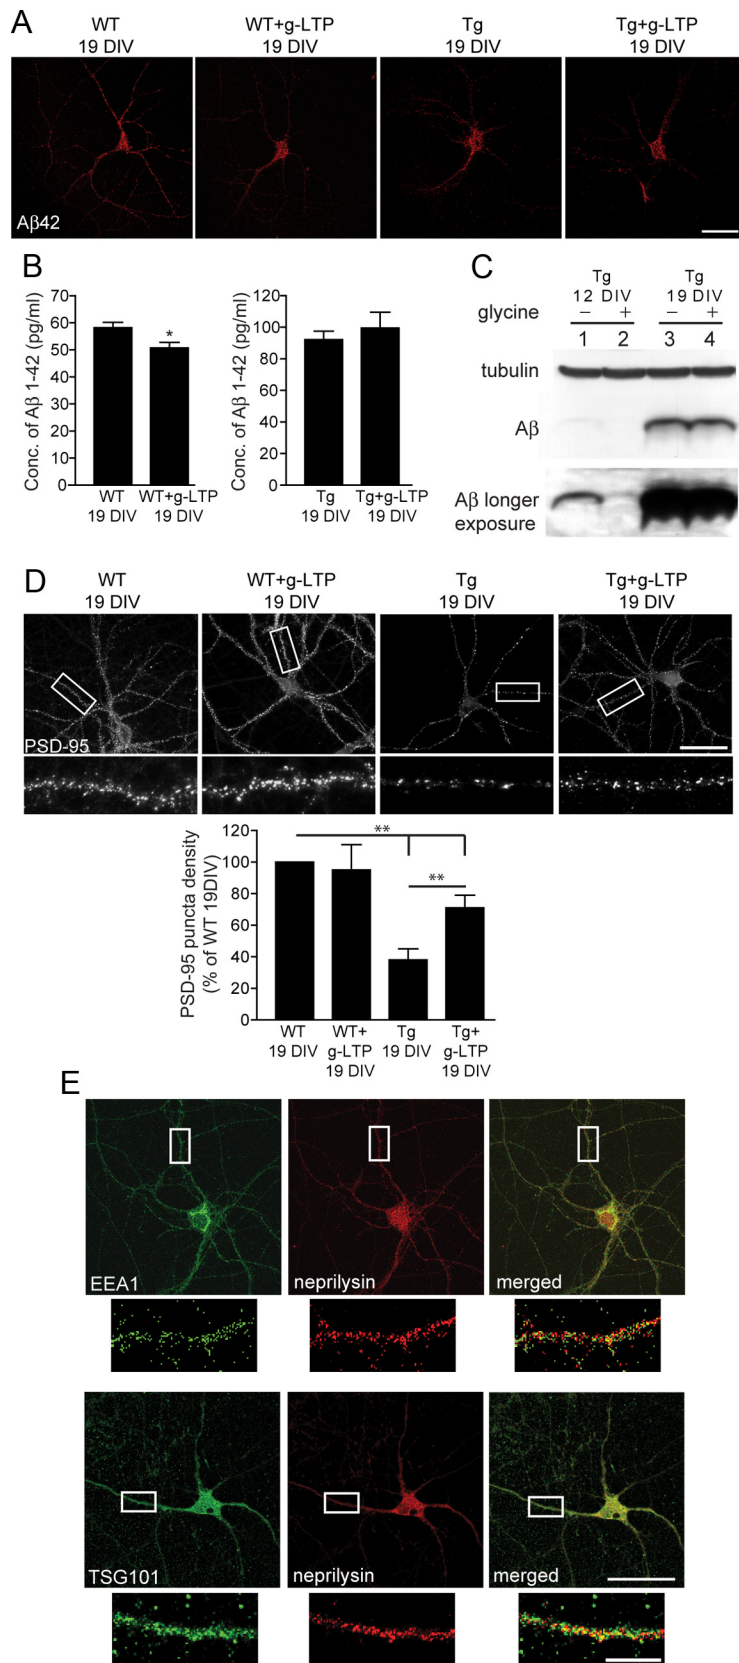 A
WT
19 DIV
WT+g-LTP
19 DIV
Tg
19 DIV
Tg+g-LTP
19 DIV
Aβ42
B
Conc. of Aβ 1-42 (pg/ml)
70
60
50
40
30
20
10
0
*
WT
19 DIV
WT+g-LTP
19 DIV
Conc. of Aβ 1-42 (pg/ml)
120
100
80
60
40
20
0
Tg
19 DIV
Tg+g-LTP
19 DIV
C
Tg
12 DIV
Tg
19 DIV
glycine
− + − +
1 2 3 4
tubulin
Aβ
Aβ longer
exposure
D
WT
19 DIV
WT+g-LTP
19 DIV
Tg
19 DIV
Tg+g-LTP
19 DIV
PSD-95
PSD-95 puncta density
(% of WT 19DIV)
120
100
80
60
40
20
0
**
**
WT
19 DIV
WT+
g-LTP
19 DIV
Tg
19 DIV
Tg+
g-LTP
19 DIV
E
EEA1
neprilysin
merged
TSG101
neprilysin
merged